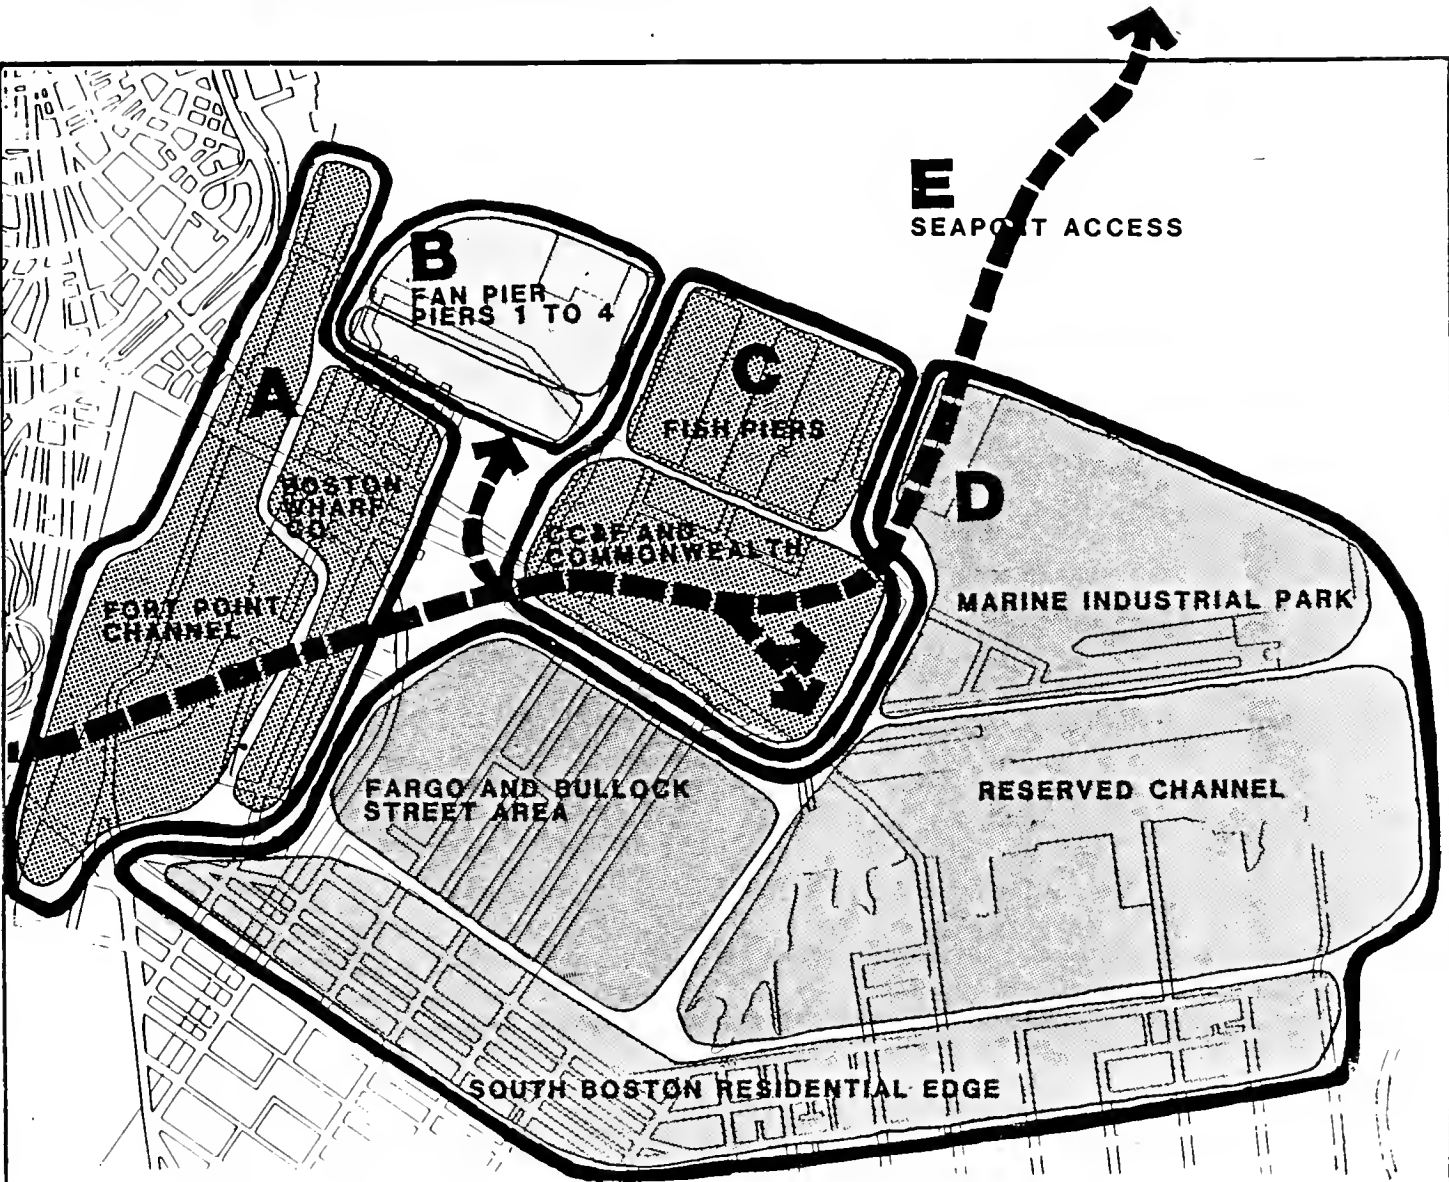 E
SEAPORT ACCESS
B
FAN PIER
PIERS 1 TO 4
C
FISH PIERS
A
BOSTON
WHARF
CO.
D
CC&F AND
COMMONWEALTH
MARINE INDUSTRIAL PARK
FORT POINT
CHANNEL
FARGO AND BULLOCK
STREET AREA
RESERVED CHANNEL
SOUTH BOSTON RESIDENTIAL EDGE